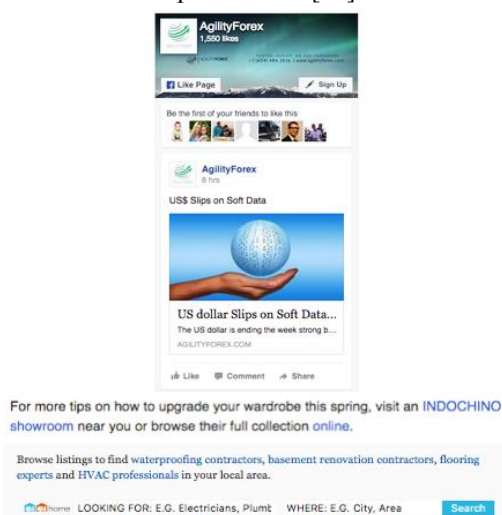 AgilityForex
1,550 likes
Like Page
Sign Up
Be the first of your friends to like this
AgilityForex
6 hrs
US$ Slips on Soft Data
US dollar Slips on Soft Data...
The US dollar is ending the week strong b...
AGILITYFOREX.COM
Like Comment Share
For more tips on how to upgrade your wardrobe this spring, visit an INDOCHINO
showroom near you or browse their full collection online.
Browse listings to find waterproofing contractors, basement renovation contractors, flooring
experts and HVAC professionals in your local area.
home LOOKING FOR: E.G. Electricians, Plumb WHERE: E.G. City, Area Search